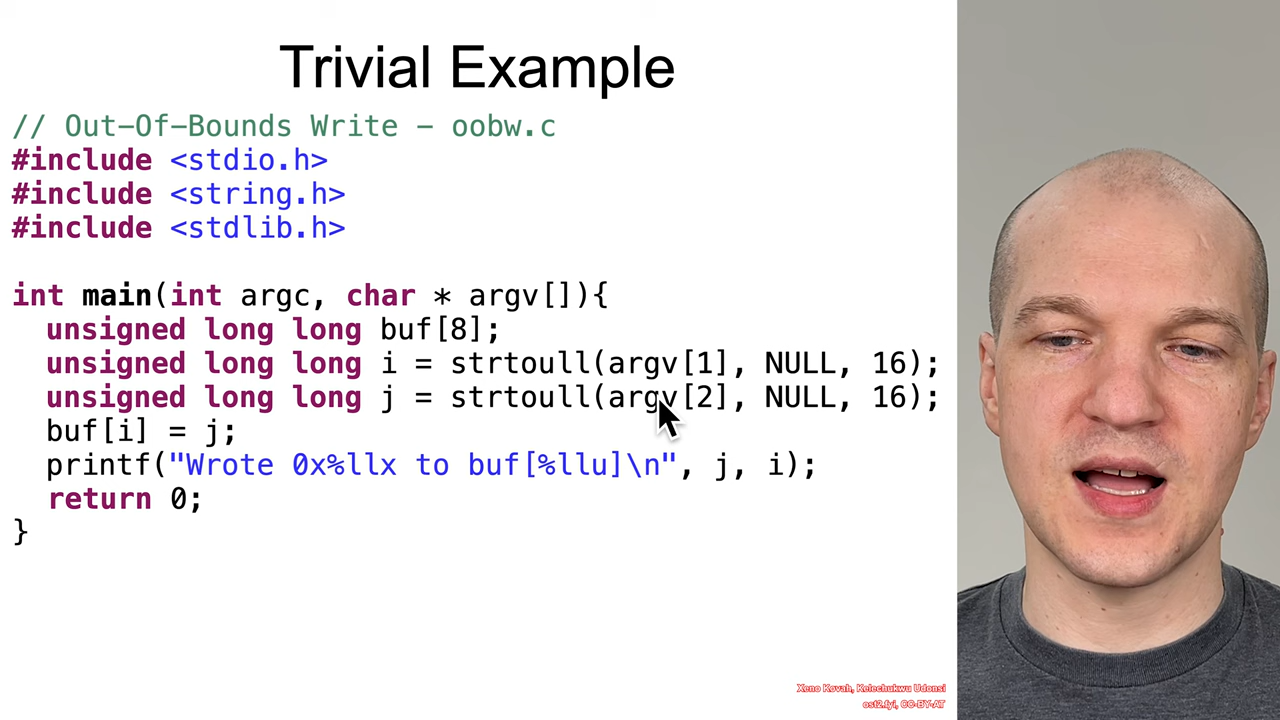 Trivial Example
// Out-Of-Bounds Write - oobw.c
#include <stdio.h>
#include <string.h>
#include <stdlib.h>
int main(int argc, char * argv[]){
unsigned long long buf[8];
unsigned long long i = strtoull(argv[1], NULL, 16);
unsigned long long j = strtoull(argv[2], NULL, 16);
buf[i] = j;
printf("Wrote 0x%llx to buf[%llu]\n", j, i);
return 0;
}
Xeno Kovah, Kelechukwu Udonsi
ost2.fyi, CC-BY-AT